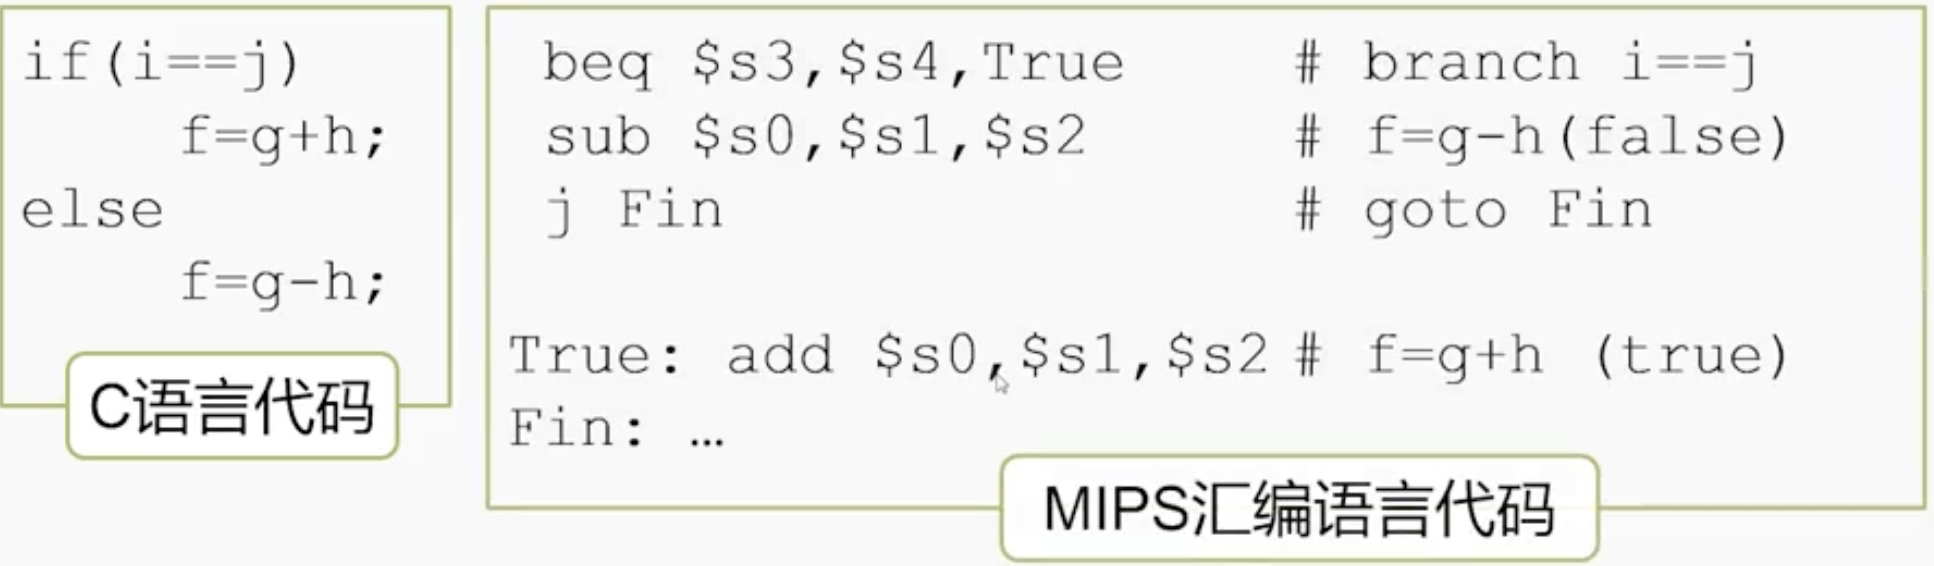 if(i==j)
f=g+h;
else
f=g-h;
C语言代码
beq $s3,$s4,True # branch i==j
sub $s0,$s1,$s2 # f=g-h(false)
j Fin # goto Fin
True: add $s0,$s1,$s2 # f=g+h (true)
Fin: …
MIPS汇编语言代码